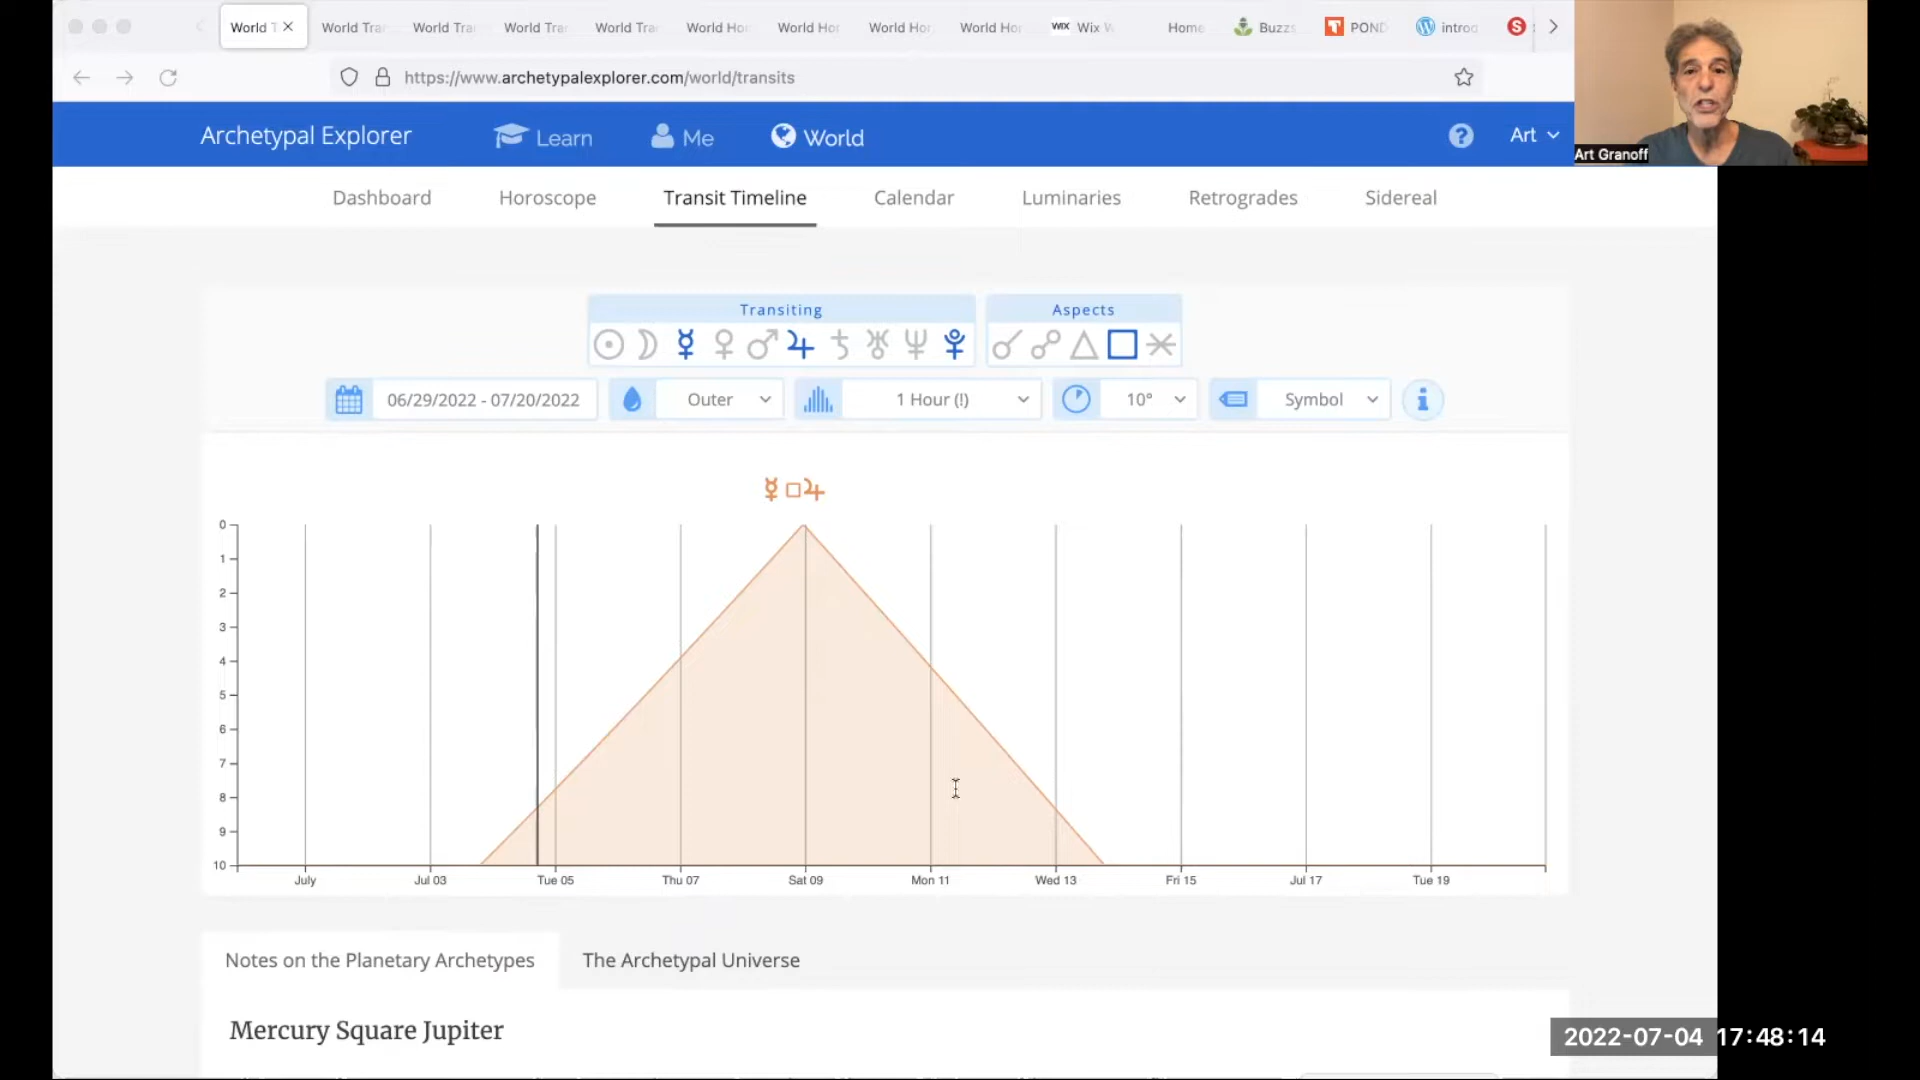 World T World Tra World Tra World Tra World Tra World Hor World Hor World Hor World Hor WIX Wix W Home Buzzs T POND introd S
https://www.archetypalexplorer.com/world/transits
Archetypal Explorer Learn Me World ? Art
Art Granoff
Dashboard Horoscope Transit Timeline Calendar Luminaries Retrogrades Sidereal
Transiting Aspects
06/29/2022 - 07/20/2022 Outer 1 Hour (!) 10° Symbol i
☿□♃
0
1
2
3
4
5
6
7
8
9
10
July Jul 03 Tue 05 Thu 07 Sat 09 Mon 11 Wed 13 Fri 15 Jul 17 Tue 19
Notes on the Planetary Archetypes The Archetypal Universe
Mercury Square Jupiter
2022-07-04 17:48:14